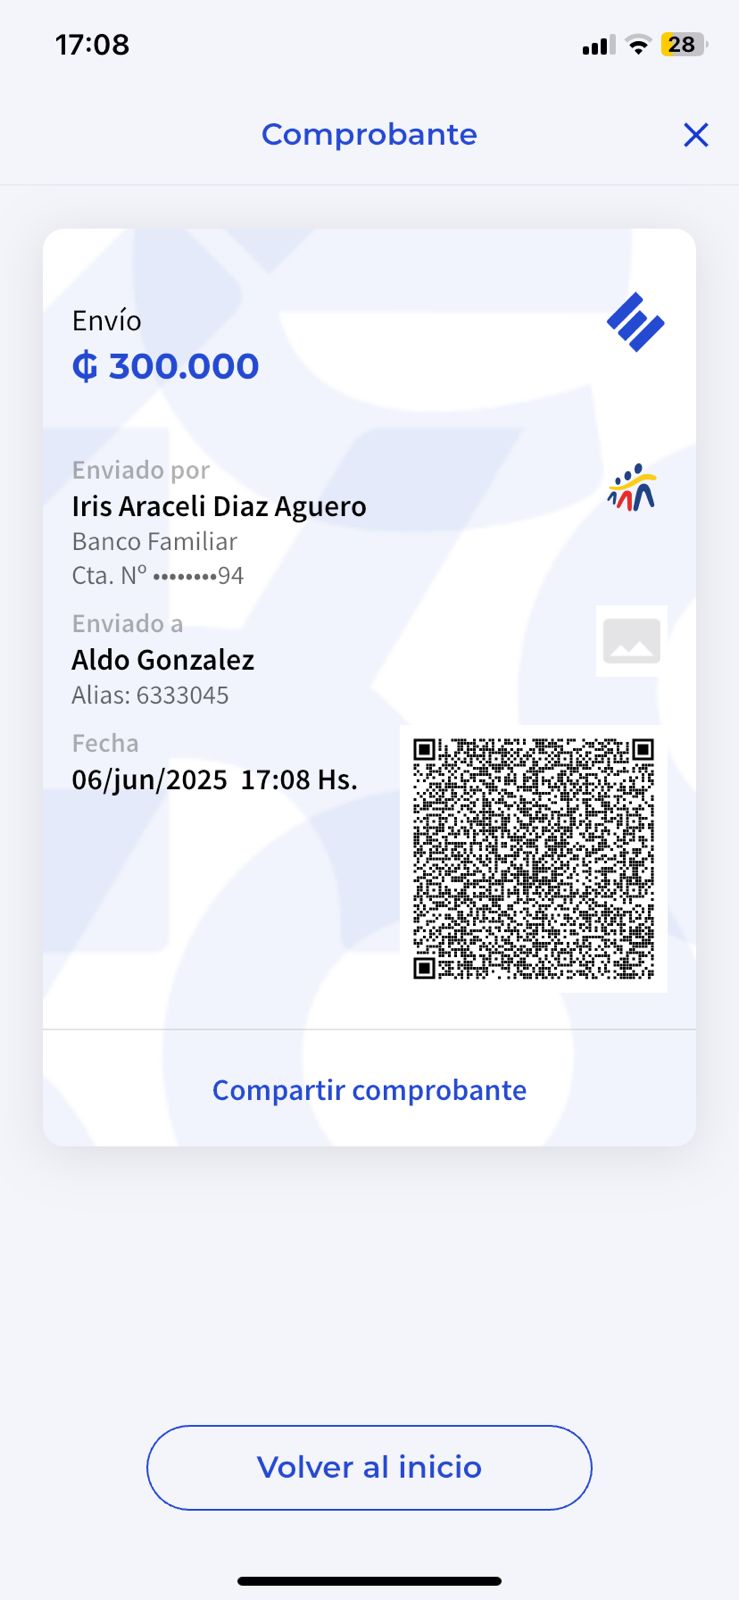 17:08
28
Comprobante
Envío
₲ 300.000
Enviado por
Iris Araceli Diaz Aguero
Banco Familiar
Cta. Nº ••••••••94
Enviado a
Aldo Gonzalez
Alias: 6333045
Fecha
06/jun/2025 17:08 Hs.
Compartir comprobante
Volver al inicio